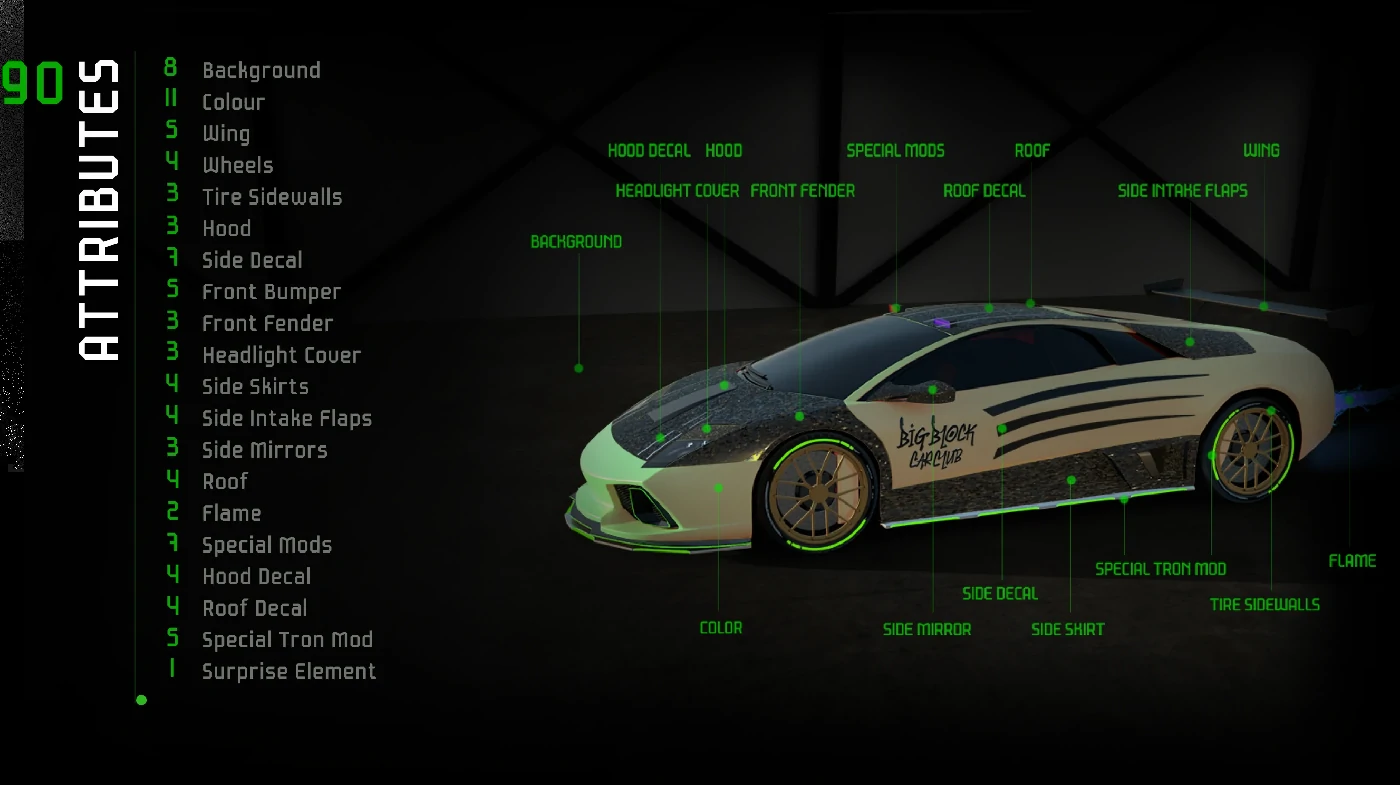 90
ATTRIBUTES
8 Background
11 Colour
5 Wing
4 Wheels
3 Tire Sidewalls
3 Hood
7 Side Decal
5 Front Bumper
3 Front Fender
3 Headlight Cover
4 Side Skirts
4 Side Intake Flaps
3 Side Mirrors
4 Roof
2 Flame
7 Special Mods
4 Hood Decal
4 Roof Decal
5 Special Tron Mod
1 Surprise Element
HOOD DECAL HOOD SPECIAL MODS ROOF WING
HEADLIGHT COVER FRONT FENDER ROOF DECAL SIDE INTAKE FLAPS
BACKGROUND
BIG BLOCK
CAR CLUB
FLAME
SPECIAL TRON MOD
SIDE DECAL
TIRE SIDEWALLS
COLOR SIDE MIRROR SIDE SKIRT